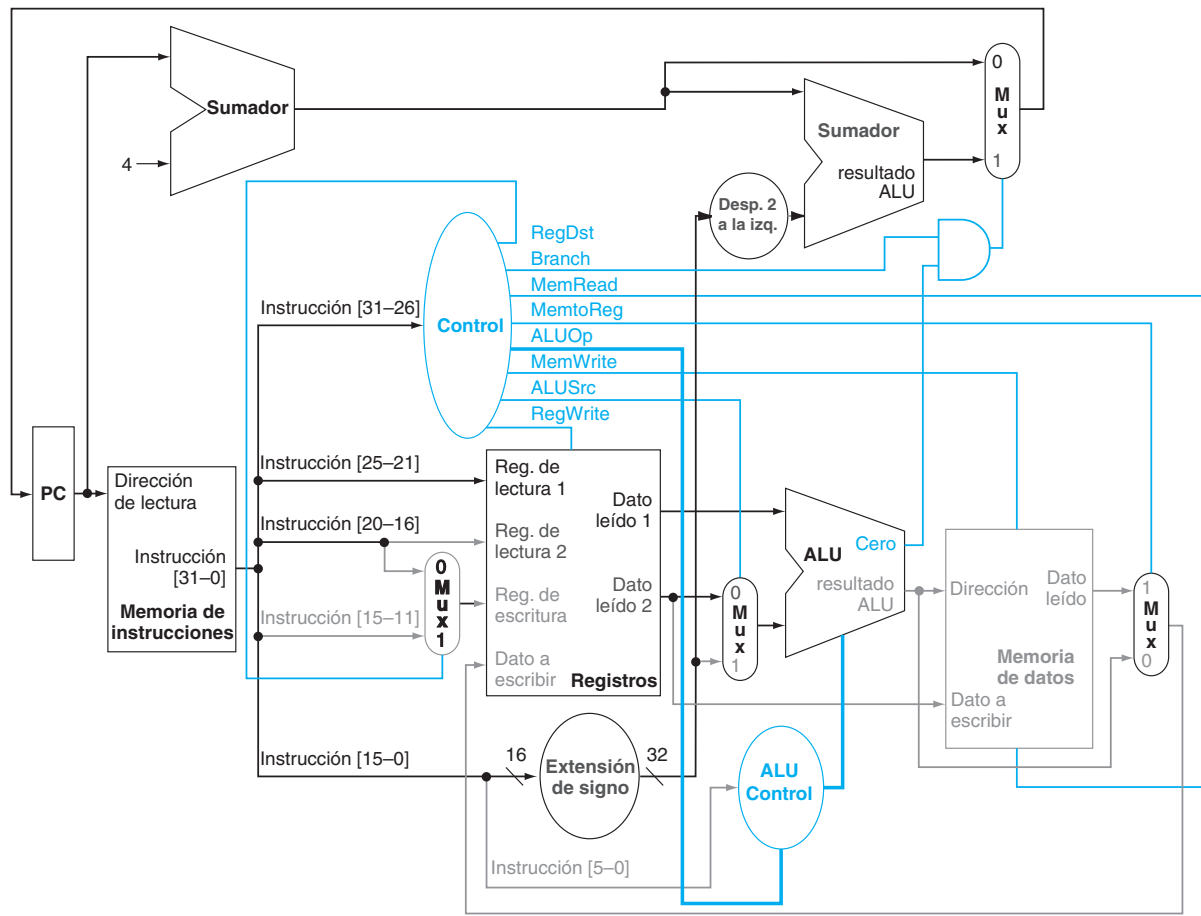 0
M
u
x
1
Sumador
4
Sumador
resultado
ALU
Desp. 2
a la izq.
RegDst
Branch
MemRead
MemtoReg
ALUOp
MemWrite
ALUSrc
RegWrite
Instrucción [31–26]
Control
PC
Dirección
de lectura
Instrucción
[31–0]
Memoria de
instrucciones
Instrucción [25–21]
Instrucción [20–16]
Instrucción [15–11]
0
M
u
x
1
Reg. de
lectura 1
Reg. de
lectura 2
Reg. de
escritura
Dato a
escribir
Dato
leído 1
Dato
leído 2
Registros
0
M
u
x
1
ALU
Cero
resultado
ALU
Dirección
Dato
leído
Memoria
de datos
Dato a
escribir
1
M
u
x
0
Instrucción [15–0]
16
Extensión
de signo
32
ALU
Control
Instrucción [5–0]